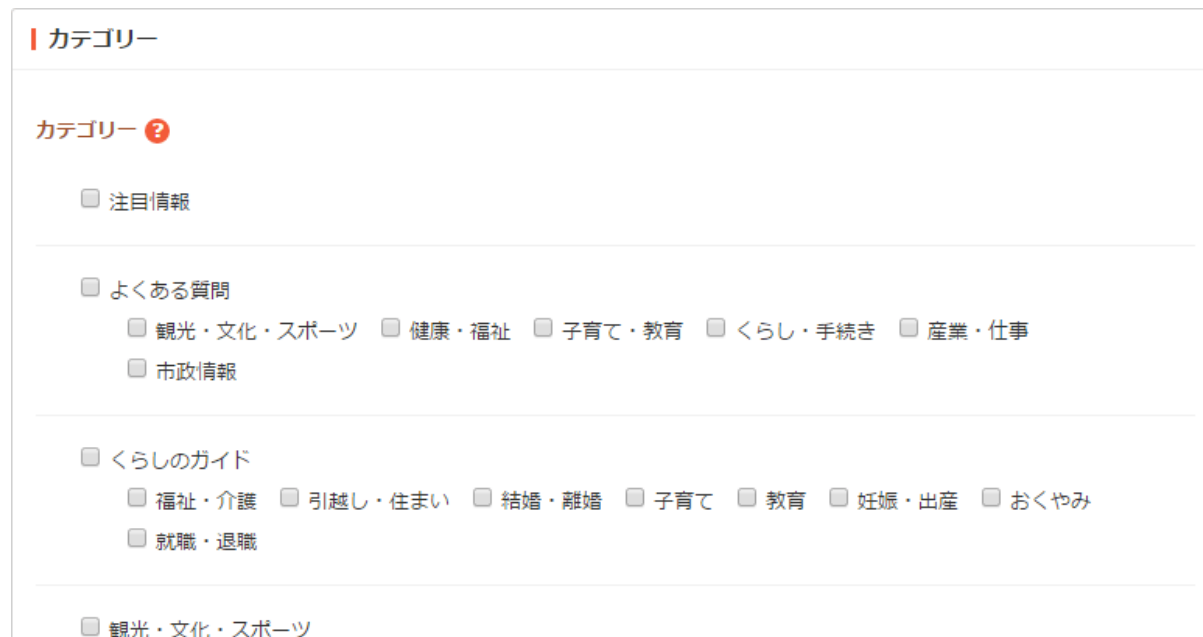 カテゴリー
カテゴリー ?
注目情報
よくある質問
観光・文化・スポーツ 健康・福祉 子育て・教育 くらし・手続き 産業・仕事
市政情報
くらしのガイド
福祉・介護 引越し・住まい 結婚・離婚 子育て 教育 妊娠・出産 おくやみ
就職・退職
観光・文化・スポーツ